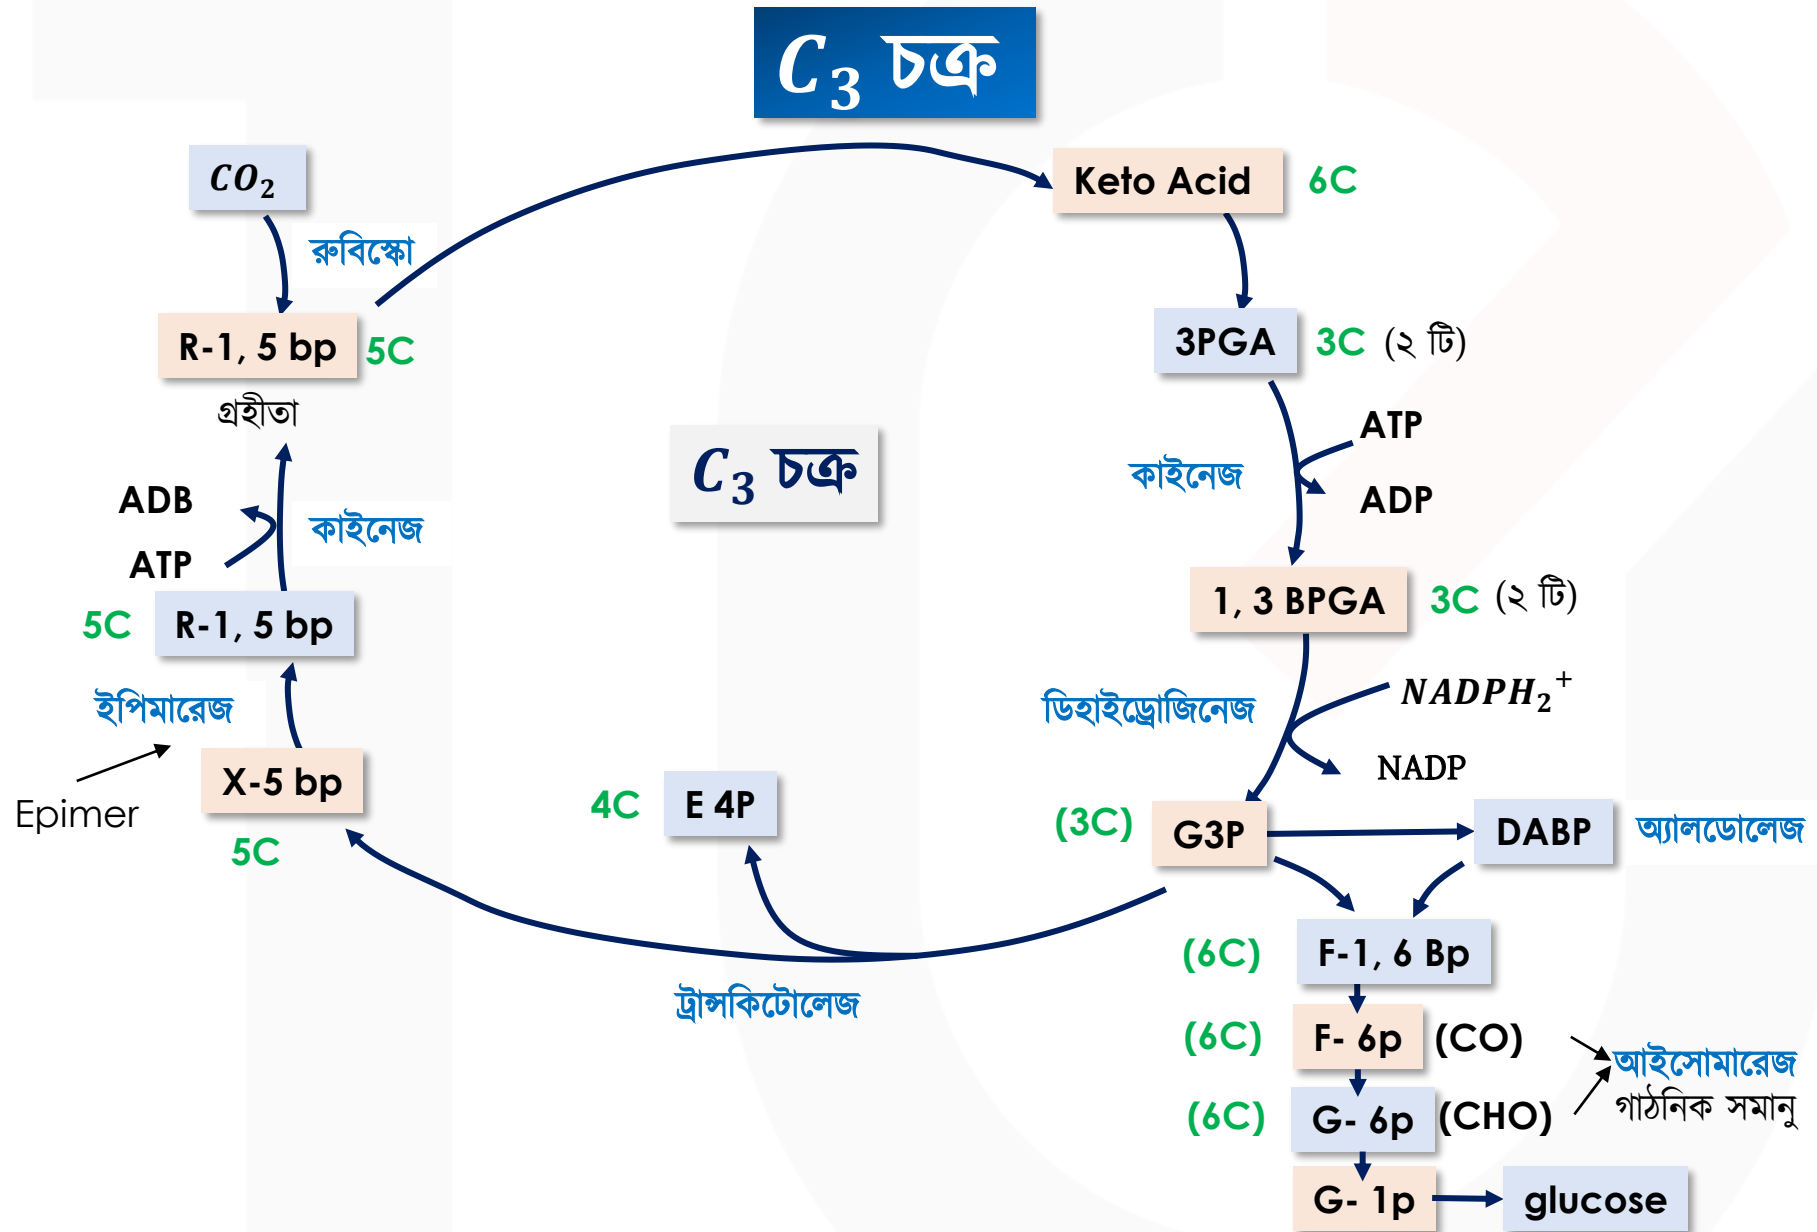 C₃ চক্র
CO₂
রুবিস্কো
R-1, 5 bp
5C
গ্রহীতা
ADB
ATP
কাইনেজ
5C
R-1, 5 bp
ইপিমারেজ
Epimer
X-5 bp
5C
C₃ চক্র
4C
E 4P
ট্রান্সকিটোলেজ
Keto Acid
6C
3PGA
3C (২ টি)
কাইনেজ
ATP
ADP
1, 3 BPGA
3C (২ টি)
ডিহাইড্রোজিনেজ
NADPH₂⁺
NADP
(3C)
G3P
DABP
অ্যালডোলেজ
(6C)
F-1, 6 Bp
(6C)
F- 6p
(CO)
(6C)
G- 6p
(CHO)
আইসোমারেজ
গাঠনিক সমানু
G- 1p
glucose